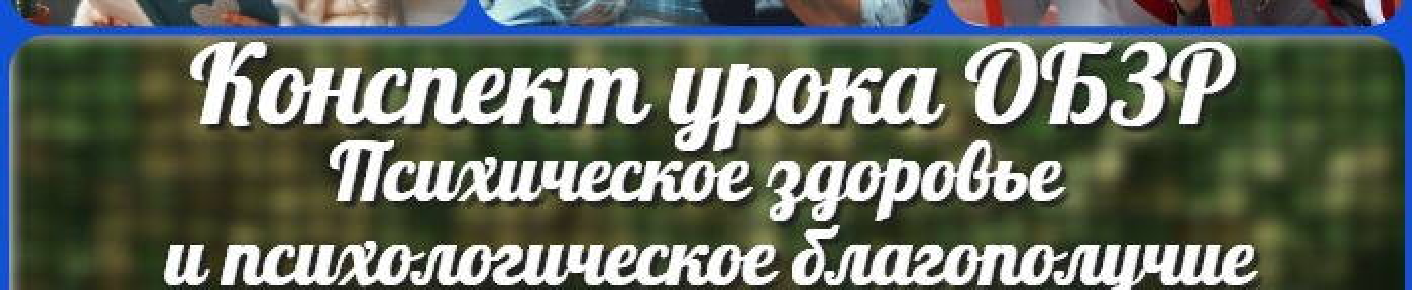 Конспект урока ОБЗР
Психическое здоровье
и психологическое благополучие